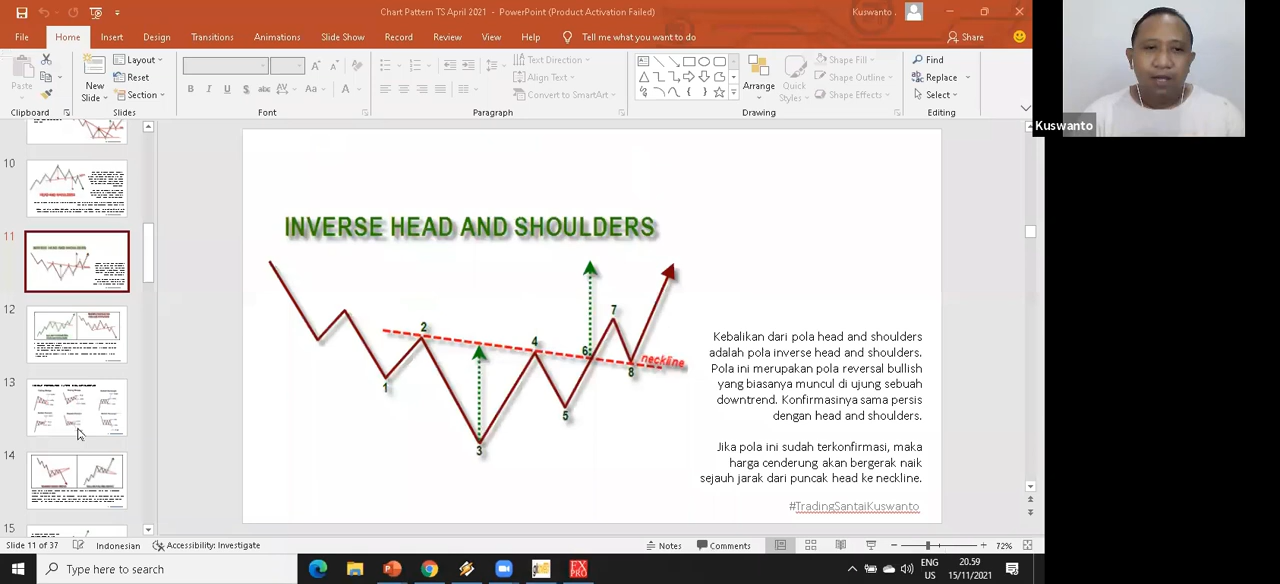 Chart Pattern TS April 2021 - PowerPoint (Product Activation Failed)
Kuswanto .
File Home Insert Design Transitions Animations Slide Show Record Review View Help Tell me what you want to do Share
Paste
New Slide
Layout
Reset
Section
B I U S abc AV Aa A
Text Direction
Align Text
Convert to SmartArt
Arrange
Quick Styles
Shape Fill
Shape Outline
Shape Effects
Find
Replace
Select
Clipboard Slides Font Paragraph Drawing Editing
Kuswanto
10
11
12
13
14
15
INVERSE HEAD AND SHOULDERS
1
2
3
4
5
6
7
8
neckline
Kebalikan dari pola head and shoulders
adalah pola inverse head and shoulders.
Pola ini merupakan pola reversal bullish
yang biasanya muncul di ujung sebuah
downtrend. Konfirmasinya sama persis
dengan head and shoulders.
Jika pola ini sudah terkonfirmasi, maka
harga cenderung akan bergerak naik
sejauh jarak dari puncak head ke neckline.
#TradingSantaiKuswanto
Slide 11 of 37 Indonesian Accessibility: Investigate Notes Comments 72%
Type here to search
ENG
US
20.59
15/11/2021